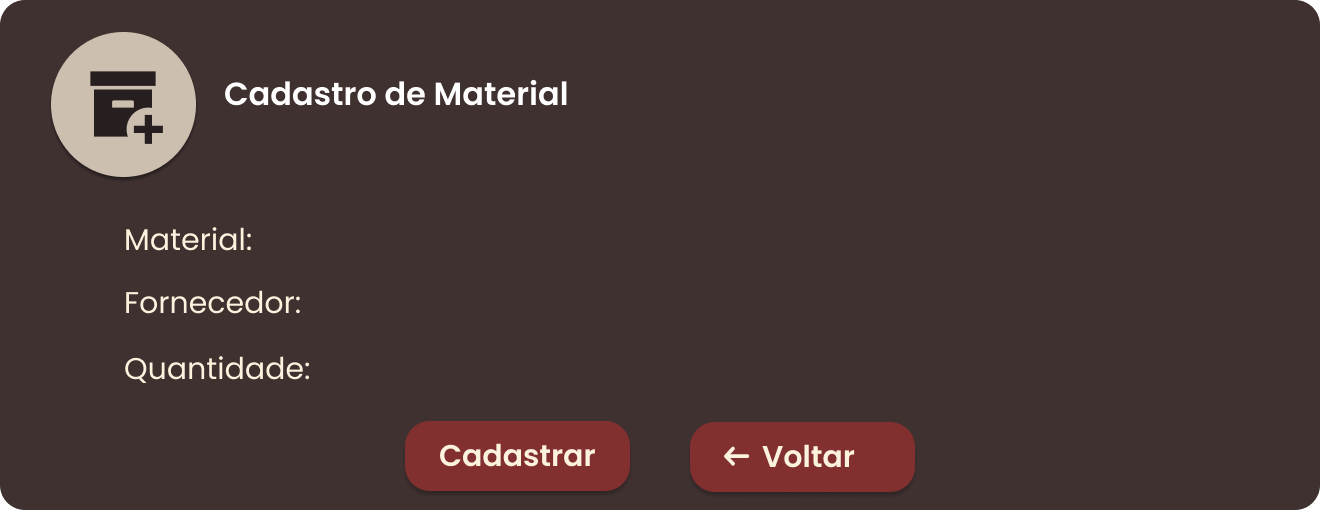 Cadastro de Material
Material:
Fornecedor:
Quantidade:
Cadastrar
← Voltar